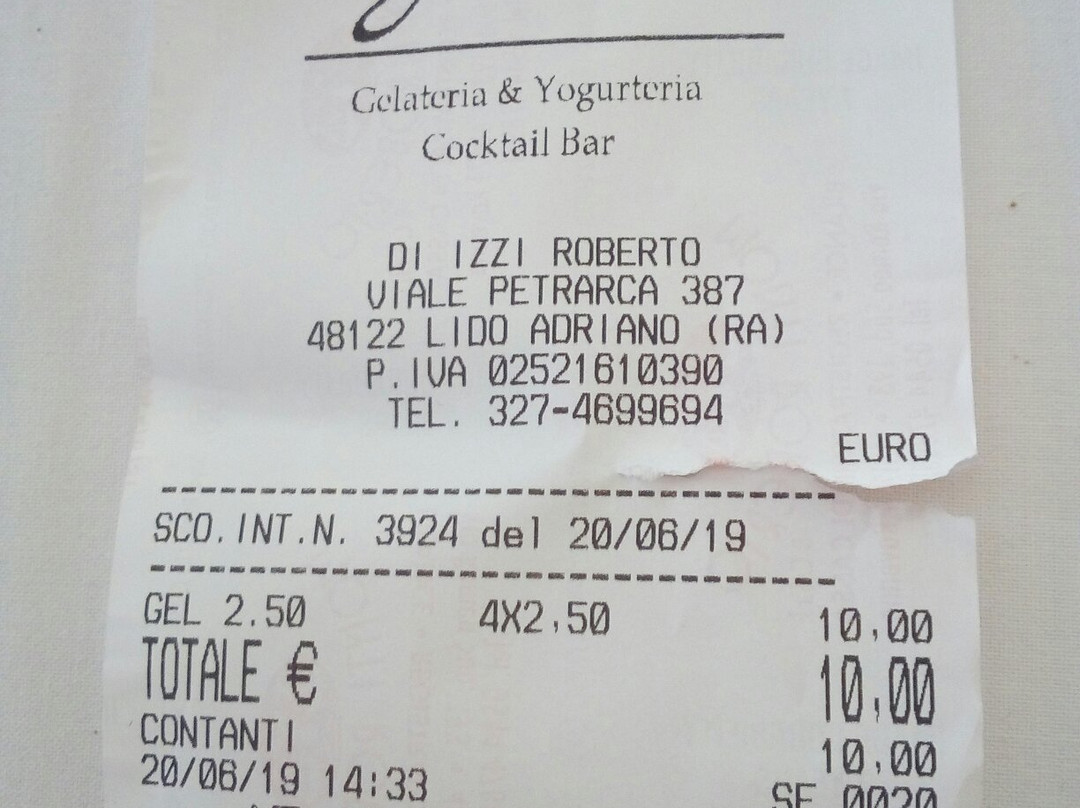 Gelateria & Yogurteria
Cocktail Bar
DI IZZI ROBERTO
VIALE PETRARCA 387
48122 LIDO ADRIANO (RA)
P.IVA 02521610390
TEL. 327-4699694
EURO
SCO.INT.N. 3924 del 20/06/19
GEL 2.50 4X2,50 10,00
TOTALE € 10,00
CONTANTI 10,00
20/06/19 14:33 SF 0020